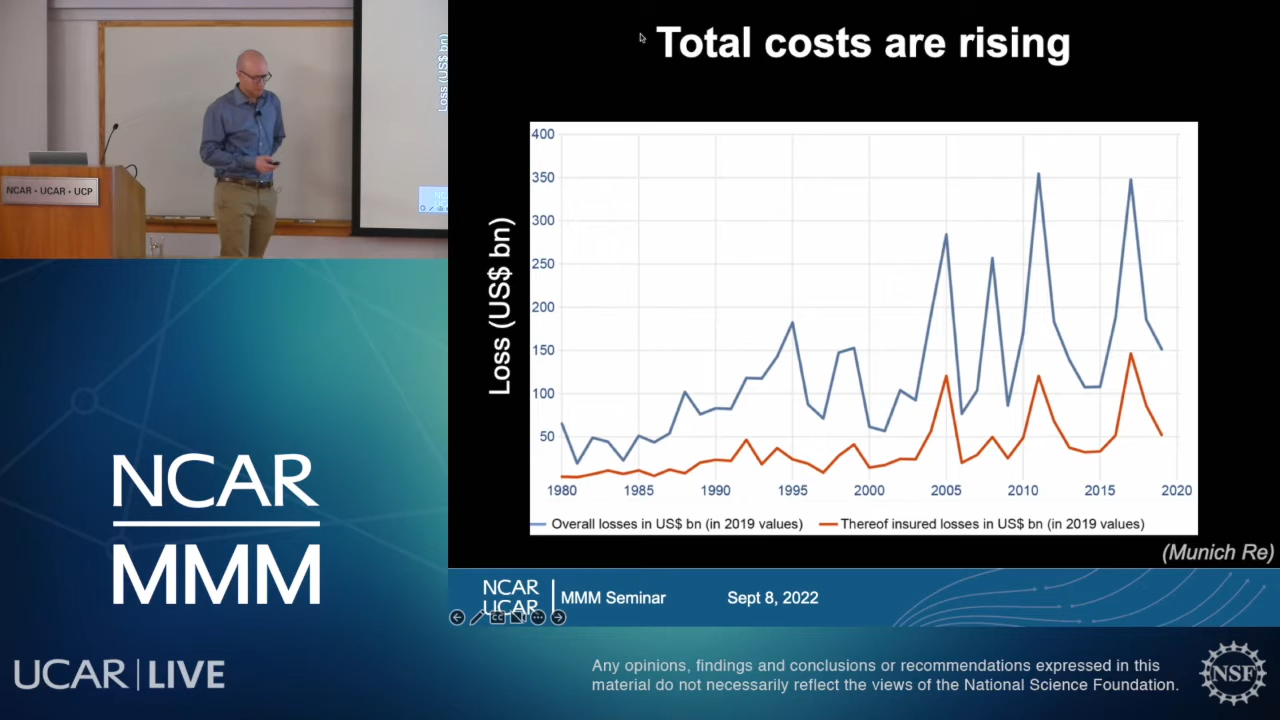 Total costs are rising
Loss (US$ bn)
NCAR • UCAR • UCP
Loss (US$ bn)
400
350
300
250
200
150
100
50
1980 1985 1990 1995 2000 2005 2010 2015 2020
Overall losses in US$ bn (in 2019 values) Thereof insured losses in US$ bn (in 2019 values)
(Munich Re)
NCAR
MMM
NCAR
UCAR
MMM Seminar Sept 8, 2022
CC
UCAR | LIVE
Any opinions, findings and conclusions or recommendations expressed in this
material do not necessarily reflect the views of the National Science Foundation.
NSF